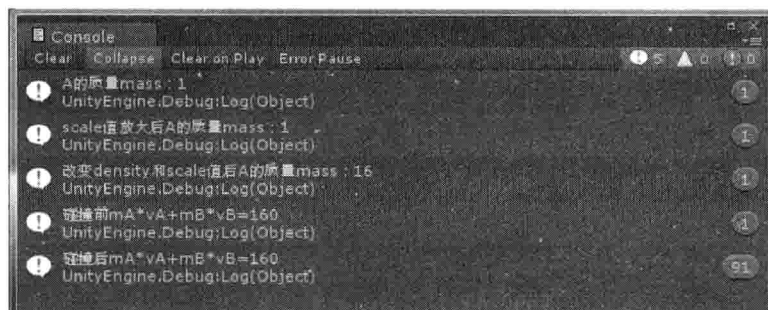 Console
Clear Collapse Clear on Play Error Pause 5 0 0
A的质量mass：1
UnityEngine.Debug:Log(Object)
1
scale值放大后A的质量mass：1
UnityEngine.Debug:Log(Object)
1
改变density和scale值后A的质量mass：16
UnityEngine.Debug:Log(Object)
1
碰撞前mA*vA+mB*vB=160
UnityEngine.Debug:Log(Object)
1
碰撞后mA*vA+mB*vB=160
UnityEngine.Debug:Log(Object)
91